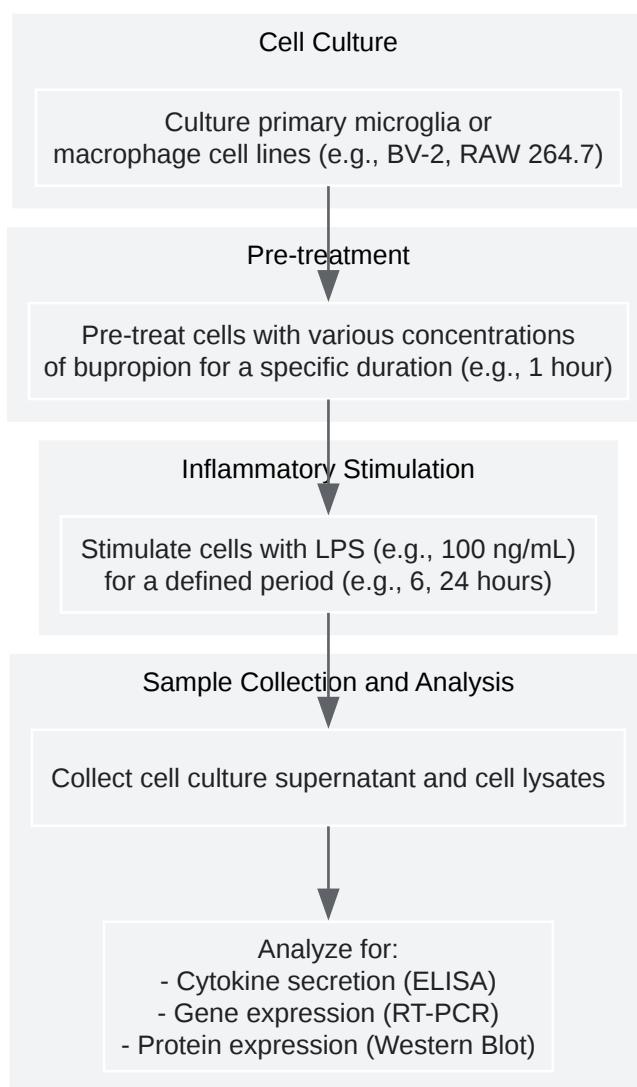 Cell Culture
Culture primary microglia or
macrophage cell lines (e.g., BV-2, RAW 264.7)
Pre-treatment
Pre-treat cells with various concentrations
of bupropion for a specific duration (e.g., 1 hour)
Inflammatory Stimulation
Stimulate cells with LPS (e.g., 100 ng/mL)
for a defined period (e.g., 6, 24 hours)
Sample Collection and Analysis
Collect cell culture supernatant and cell lysates
Analyze for:
- Cytokine secretion (ELISA)
- Gene expression (RT-PCR)
- Protein expression (Western Blot)